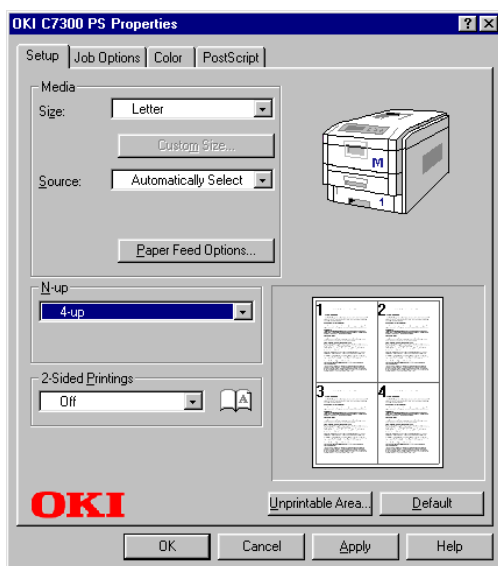 OKI C7300 PS Properties
Setup Job Options Color PostScript
Media
Size: Letter
Custom Size...
Source: Automatically Select
Paper Feed Options...
M
1
N-up
4-up
1 2
3 4
2-Sided Printings
Off
A
OKI
Unprintable Area... Default
OK Cancel Apply Help